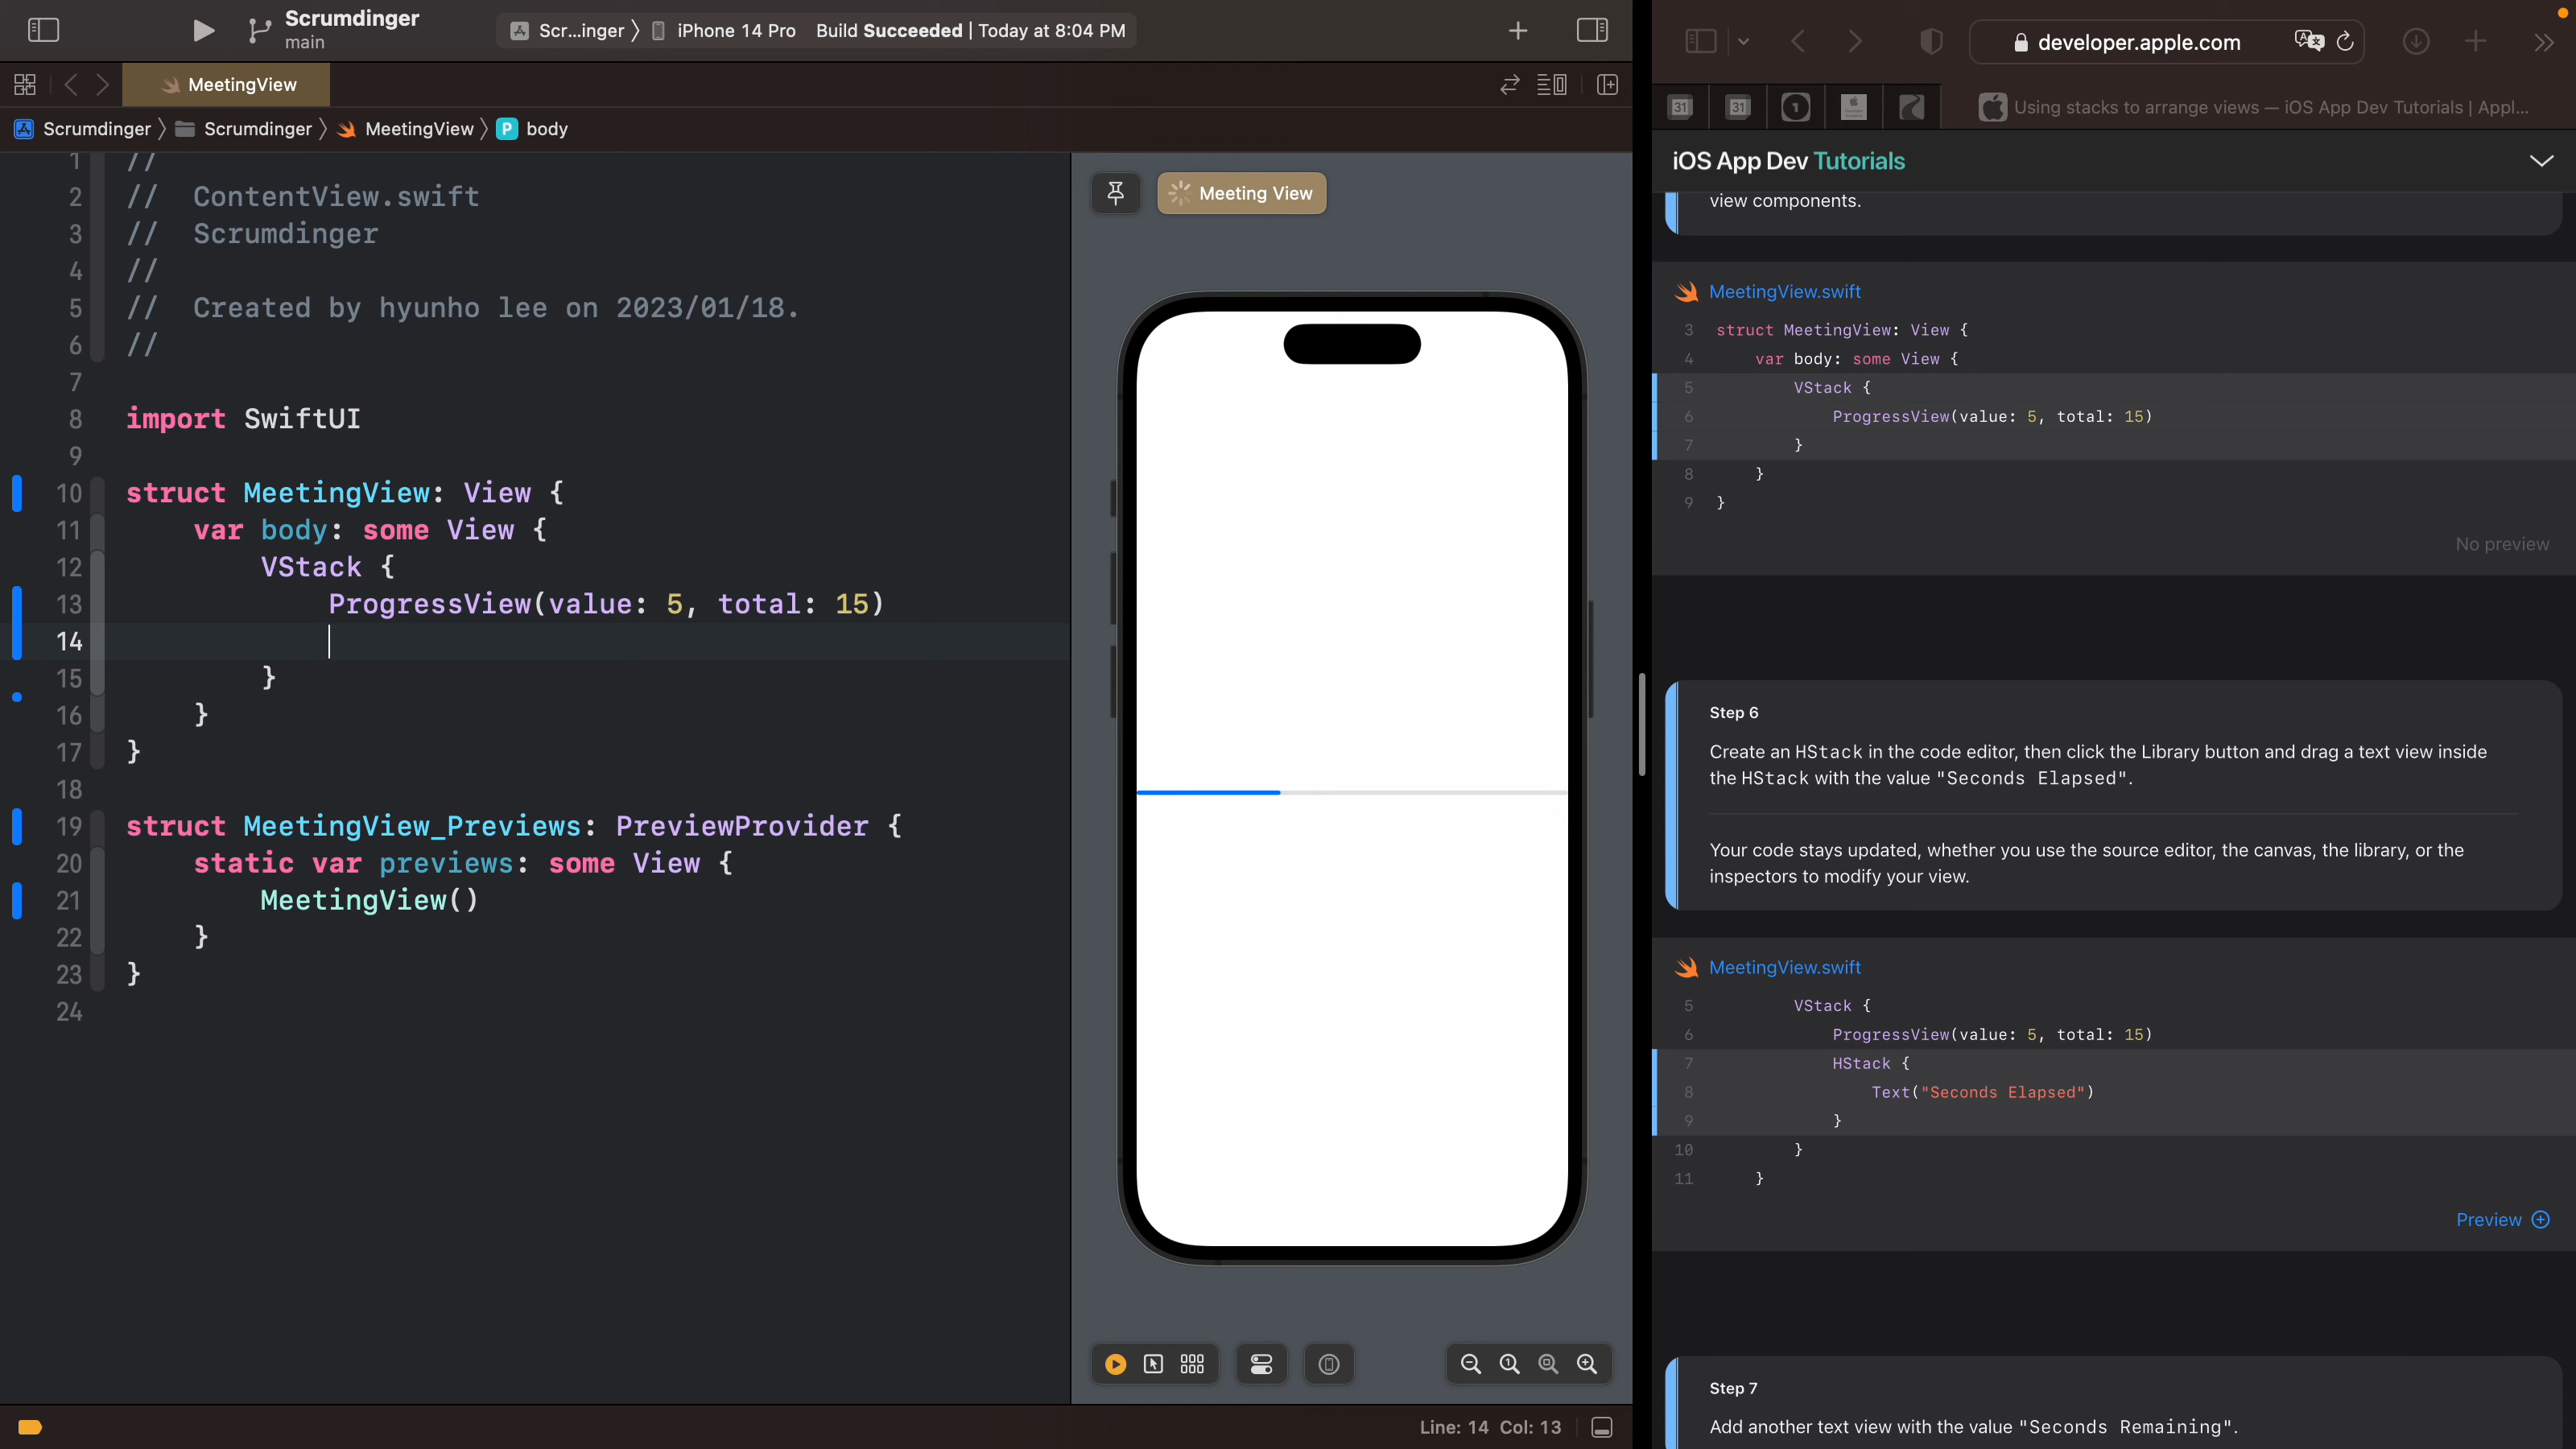 Scrumdinger
main
Scr...inger 〉 iPhone 14 Pro Build Succeeded | Today at 8:04 PM
MeetingView
Scrumdinger 〉 Scrumdinger 〉 MeetingView 〉 P body
1 //
2 //  ContentView.swift
3 //  Scrumdinger
4 //
5 //  Created by hyunho lee on 2023/01/18.
6 //
7
8 import SwiftUI
9
10 struct MeetingView: View {
11     var body: some View {
12         VStack {
13             ProgressView(value: 5, total: 15)
14
15         }
16     }
17 }
18
19 struct MeetingView_Previews: PreviewProvider {
20     static var previews: some View {
21         MeetingView()
22     }
23 }
24
Meeting View
Line: 14 Col: 13
developer.apple.com
31 31 1
Using stacks to arrange views — iOS App Dev Tutorials | Appl...
iOS App Dev Tutorials
view components.
MeetingView.swift
3 struct MeetingView: View {
4     var body: some View {
5         VStack {
6             ProgressView(value: 5, total: 15)
7         }
8     }
9 }
No preview
Step 6
Create an HStack in the code editor, then click the Library button and drag a text view inside
the HStack with the value "Seconds Elapsed".
Your code stays updated, whether you use the source editor, the canvas, the library, or the
inspectors to modify your view.
MeetingView.swift
5         VStack {
6             ProgressView(value: 5, total: 15)
7             HStack {
8                 Text("Seconds Elapsed")
9             }
10         }
11     }
Preview
Step 7
Add another text view with the value "Seconds Remaining".